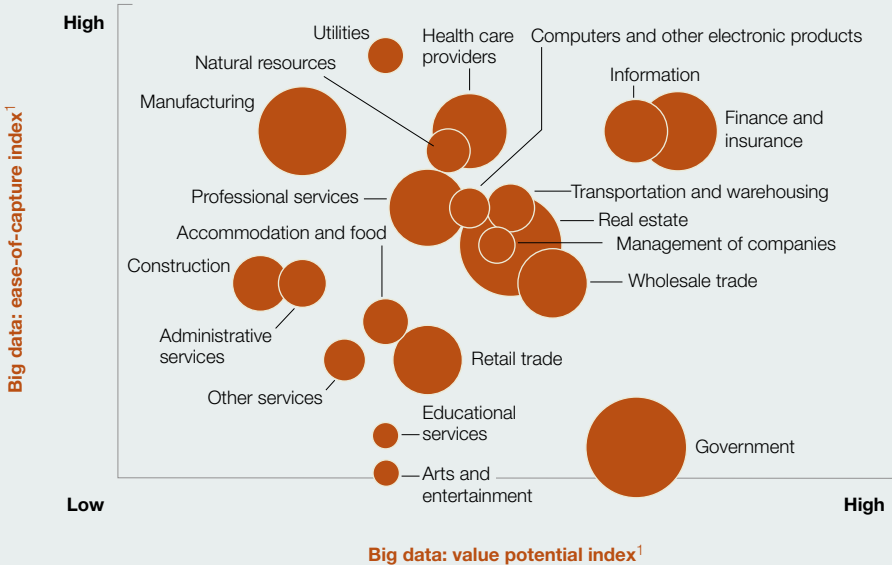 High
Utilities
Health care
providers
Computers and other electronic products
Natural resources
Information
Manufacturing
Finance and
insurance
Big data: ease-of-capture index1
Professional services
Transportation and warehousing
Real estate
Accommodation and food
Management of companies
Construction
Wholesale trade
Administrative
services
Retail trade
Other services
Educational
services
Government
Arts and
entertainment
Low
High
Big data: value potential index1